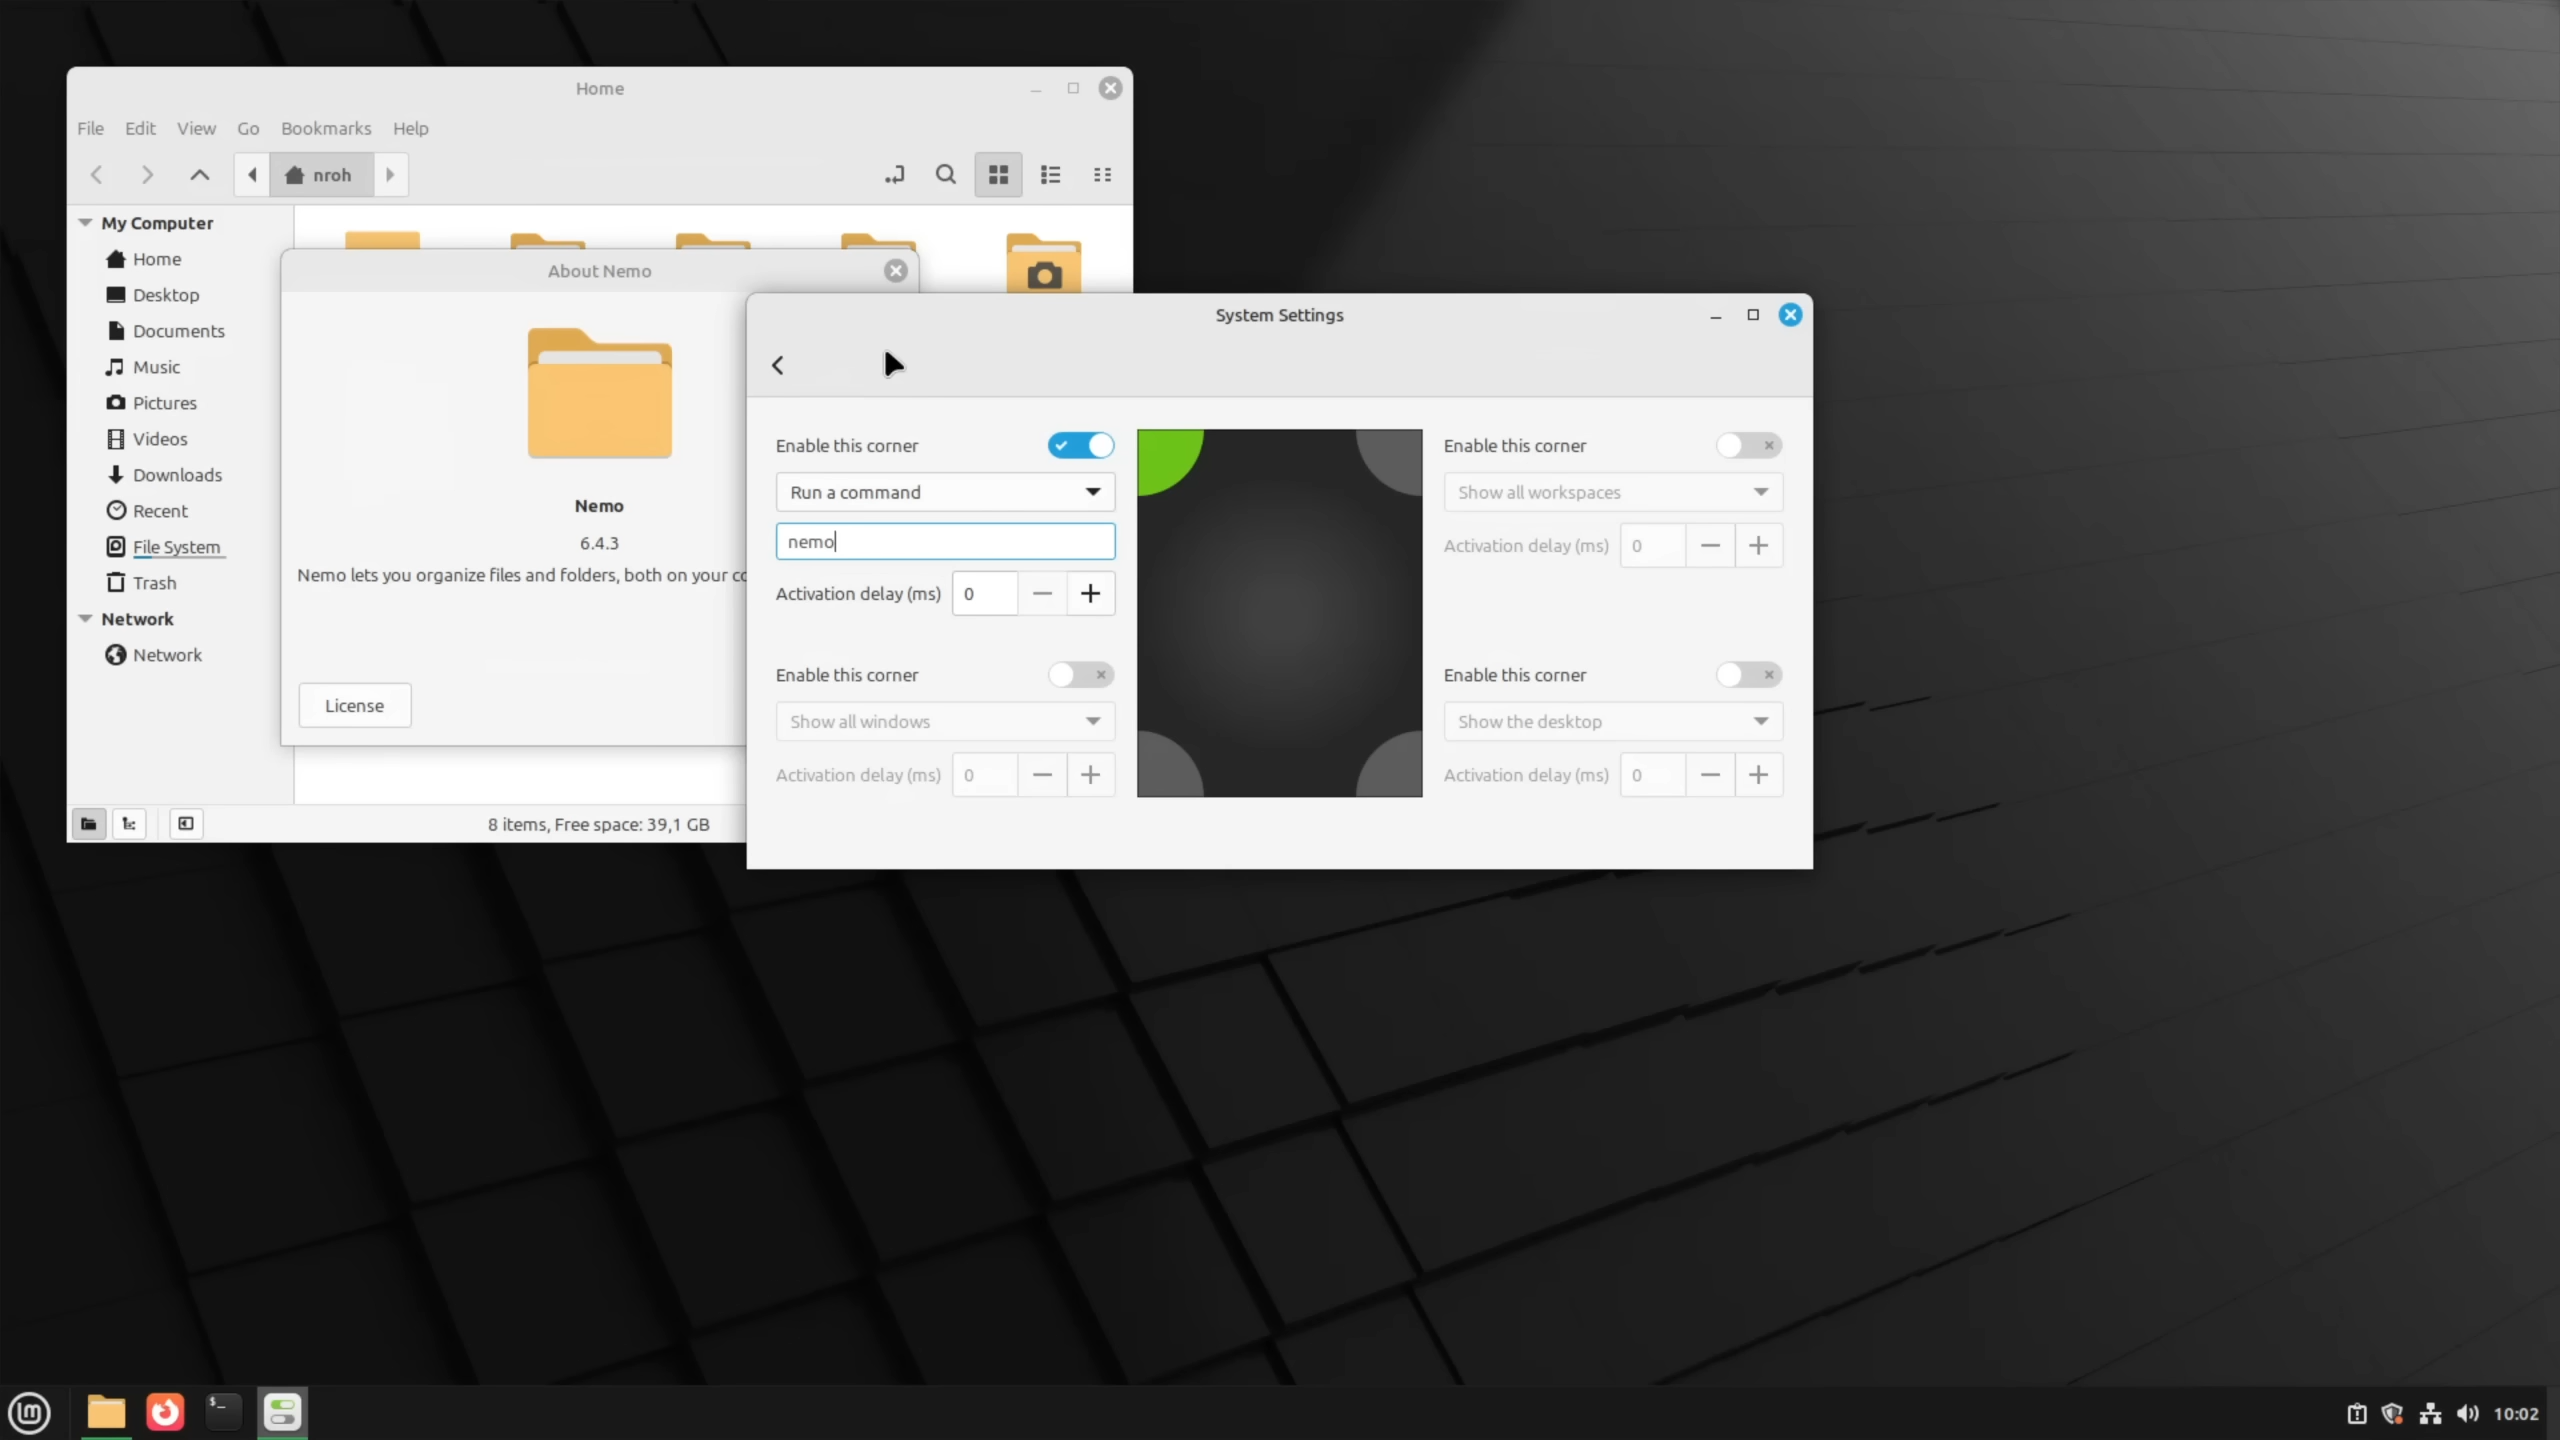 Home
File Edit View Go Bookmarks Help
nroh
My Computer
Home
Desktop
Documents
Music
Pictures
Videos
Downloads
Recent
File System
Trash
Network
Network
8 items, Free space: 39,1 GB
About Nemo
Nemo
6.4.3
Nemo lets you organize files and folders, both on your
License
System Settings
Enable this corner
Run a command
nemo
Activation delay (ms) 0
Enable this corner
Show all windows
Activation delay (ms) 0
Enable this corner
Show all workspaces
Activation delay (ms) 0
Enable this corner
Show the desktop
Activation delay (ms) 0
lm
$_
10:02